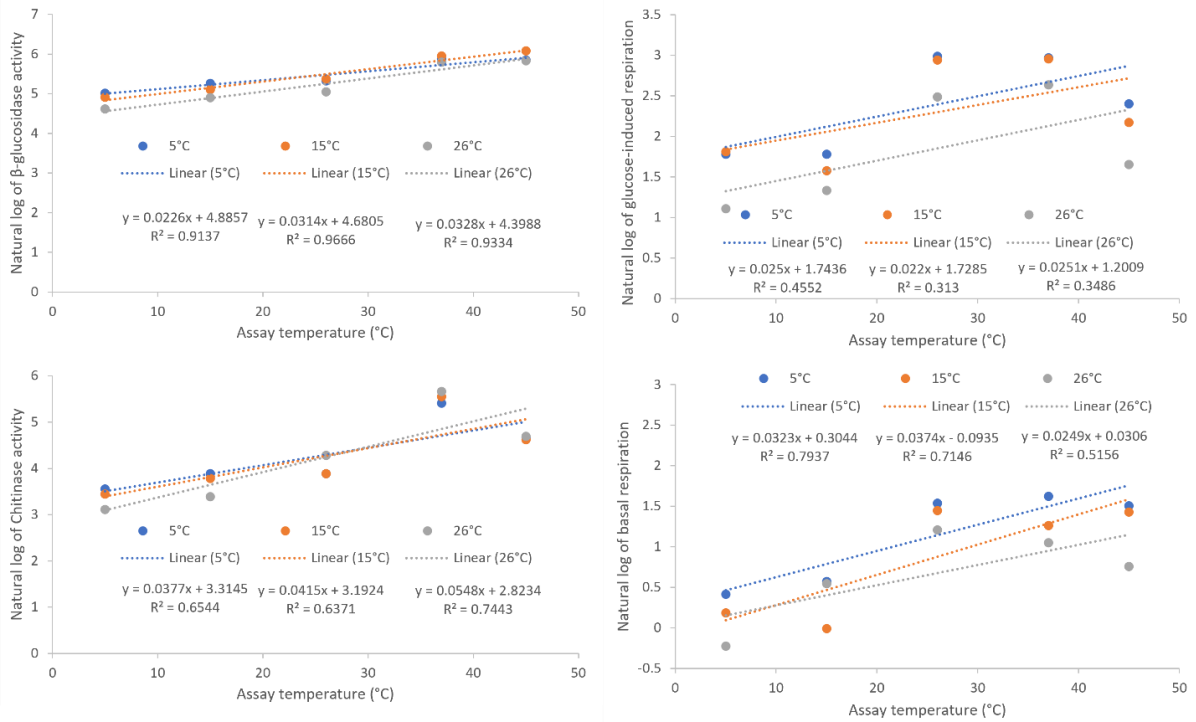 Natural log of β-glucosidase activity
7
6
5
4
3
2
1
0
5°C 15°C 26°C
Linear (5°C) Linear (15°C) Linear (26°C)
y = 0.0226x + 4.8857 y = 0.0314x + 4.6805 y = 0.0328x + 4.3988
R² = 0.9137 R² = 0.9666 R² = 0.9334
0 10 20 30 40 50
Assay temperature (°C)
Natural log of glucose-induced respiration
3.5
3
2.5
2
1.5
1
0.5
0
5°C 15°C 26°C
Linear (5°C) Linear (15°C) Linear (26°C)
y = 0.025x + 1.7436 y = 0.022x + 1.7285 y = 0.0251x + 1.2009
R² = 0.4552 R² = 0.313 R² = 0.3486
0 10 20 30 40 50
Assay temperature (°C)
Natural log of Chitinase activity
6
5
4
3
2
1
0
5°C 15°C 26°C
Linear (5°C) Linear (15°C) Linear (26°C)
y = 0.0377x + 3.3145 y = 0.0415x + 3.1924 y = 0.0548x + 2.8234
R² = 0.6544 R² = 0.6371 R² = 0.7443
0 10 20 30 40 50
Assay temperature (°C)
Natural log of basal respiration
3
2.5
2
1.5
1
0.5
0
-0.5
5°C 15°C 26°C
Linear (5°C) Linear (15°C) Linear (26°C)
y = 0.0323x + 0.3044 y = 0.0374x - 0.0935 y = 0.0249x + 0.0306
R² = 0.7937 R² = 0.7146 R² = 0.5156
0 10 20 30 40 50
Assay temperature (°C)